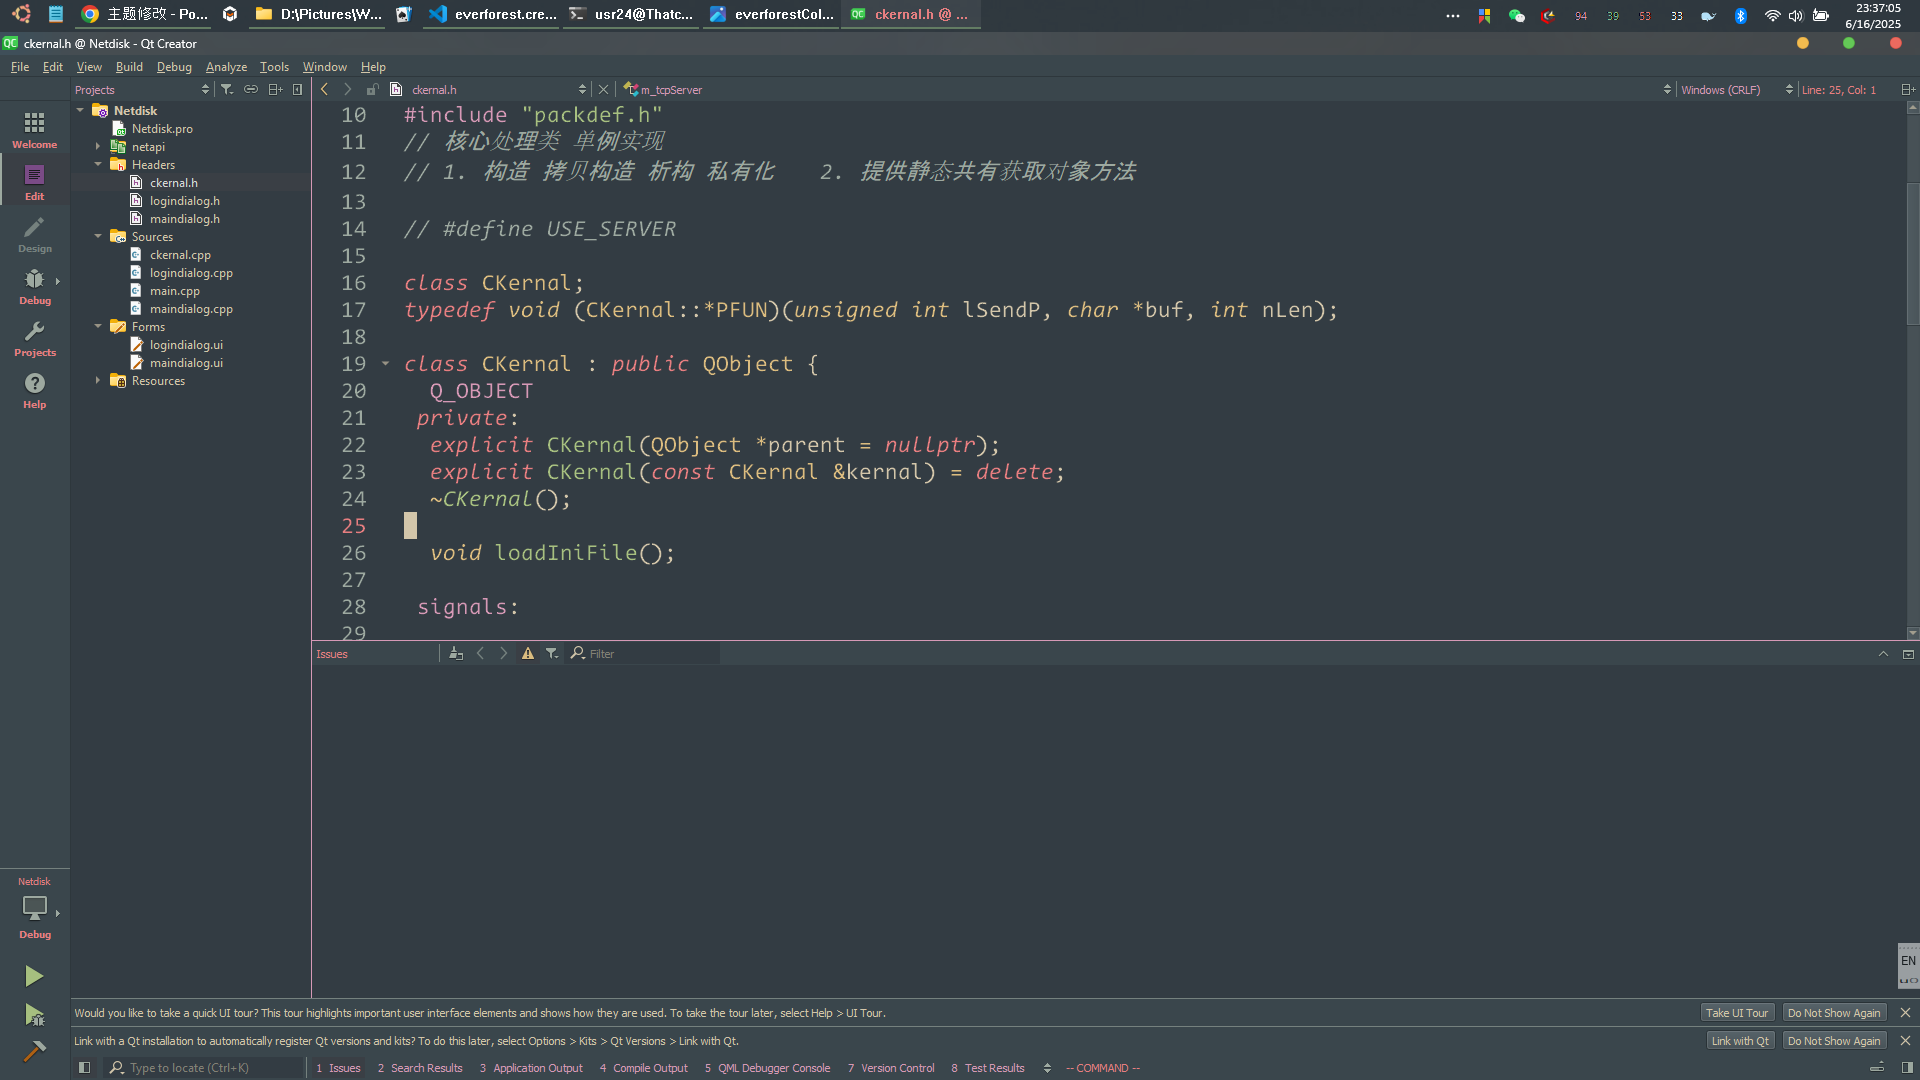 主题修改 - Po...
D:\Pictures\W...
everforest.cre...
usr24@Thatc...
everforestCol...
ckernal.h @ ...
94 39 53 33
23:37:05
6/16/2025
ckernal.h @ Netdisk - Qt Creator
File Edit View Build Debug Analyze Tools Window Help
Projects
ckernal.h
m_tcpServer
Windows (CRLF)
Line: 25, Col: 1
Welcome
Edit
Design
Debug
Projects
Help
Netdisk
Netdisk.pro
netapi
Headers
ckernal.h
logindialog.h
maindialog.h
Sources
ckernal.cpp
logindialog.cpp
main.cpp
maindialog.cpp
Forms
logindialog.ui
maindialog.ui
Resources
10 #include "packdef.h"
11 // 核心处理类 单例实现
12 // 1. 构造 拷贝构造 析构 私有化 2. 提供静态共有获取对象方法
13
14 // #define USE_SERVER
15
16 class CKernal;
17 typedef void (CKernal::*PFUN)(unsigned int lSendP, char *buf, int nLen);
18
19 class CKernal : public QObject {
20 Q_OBJECT
21 private:
22 explicit CKernal(QObject *parent = nullptr);
23 explicit CKernal(const CKernal &kernal) = delete;
24 ~CKernal();
25
26 void loadIniFile();
27
28 signals:
29
Issues
Filter
Netdisk
Debug
EN
Would you like to take a quick UI tour? This tour highlights important user interface elements and shows how they are used. To take the tour later, select Help > UI Tour.
Take UI Tour
Do Not Show Again
Link with a Qt installation to automatically register Qt versions and kits? To do this later, select Options > Kits > Qt Versions > Link with Qt.
Link with Qt
Do Not Show Again
Type to locate (Ctrl+K)
1 Issues 2 Search Results 3 Application Output 4 Compile Output 5 QML Debugger Console 7 Version Control 8 Test Results -- COMMAND --